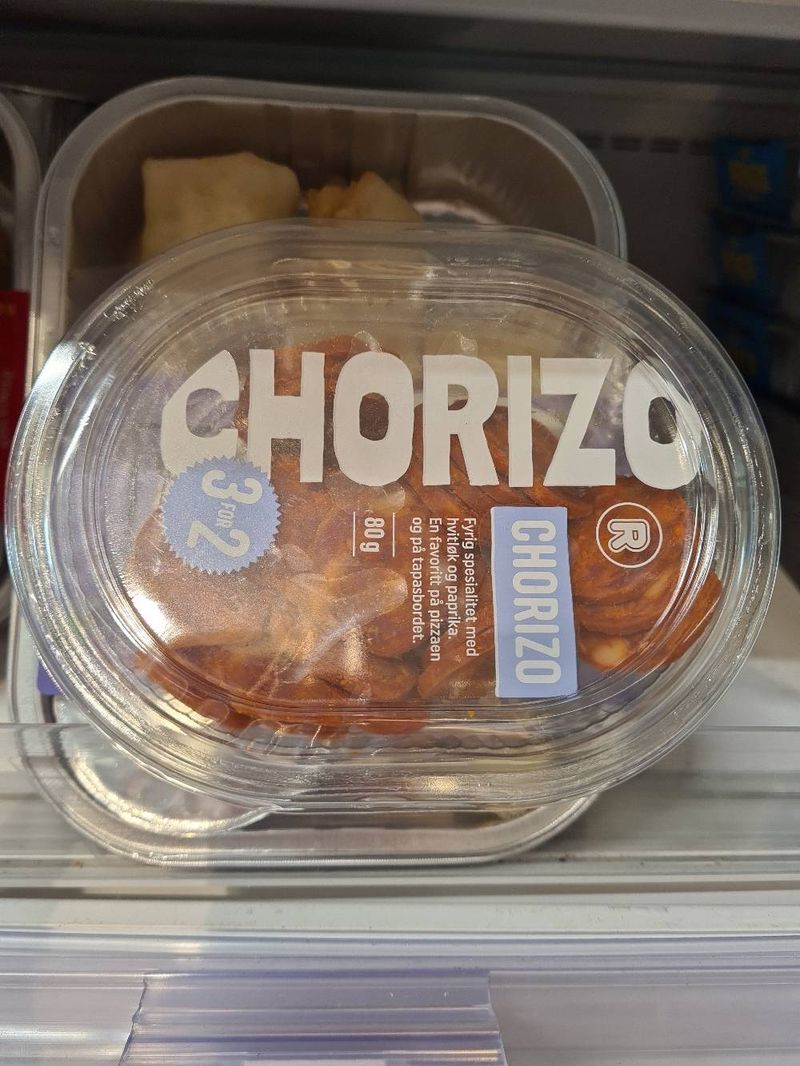 CHORIZO
R
CHORIZO
Fyrig spesialitet med
hvitløk og paprika.
En favoritt på pizzaen
og på tapasbordet.
80g
3 FOR 2